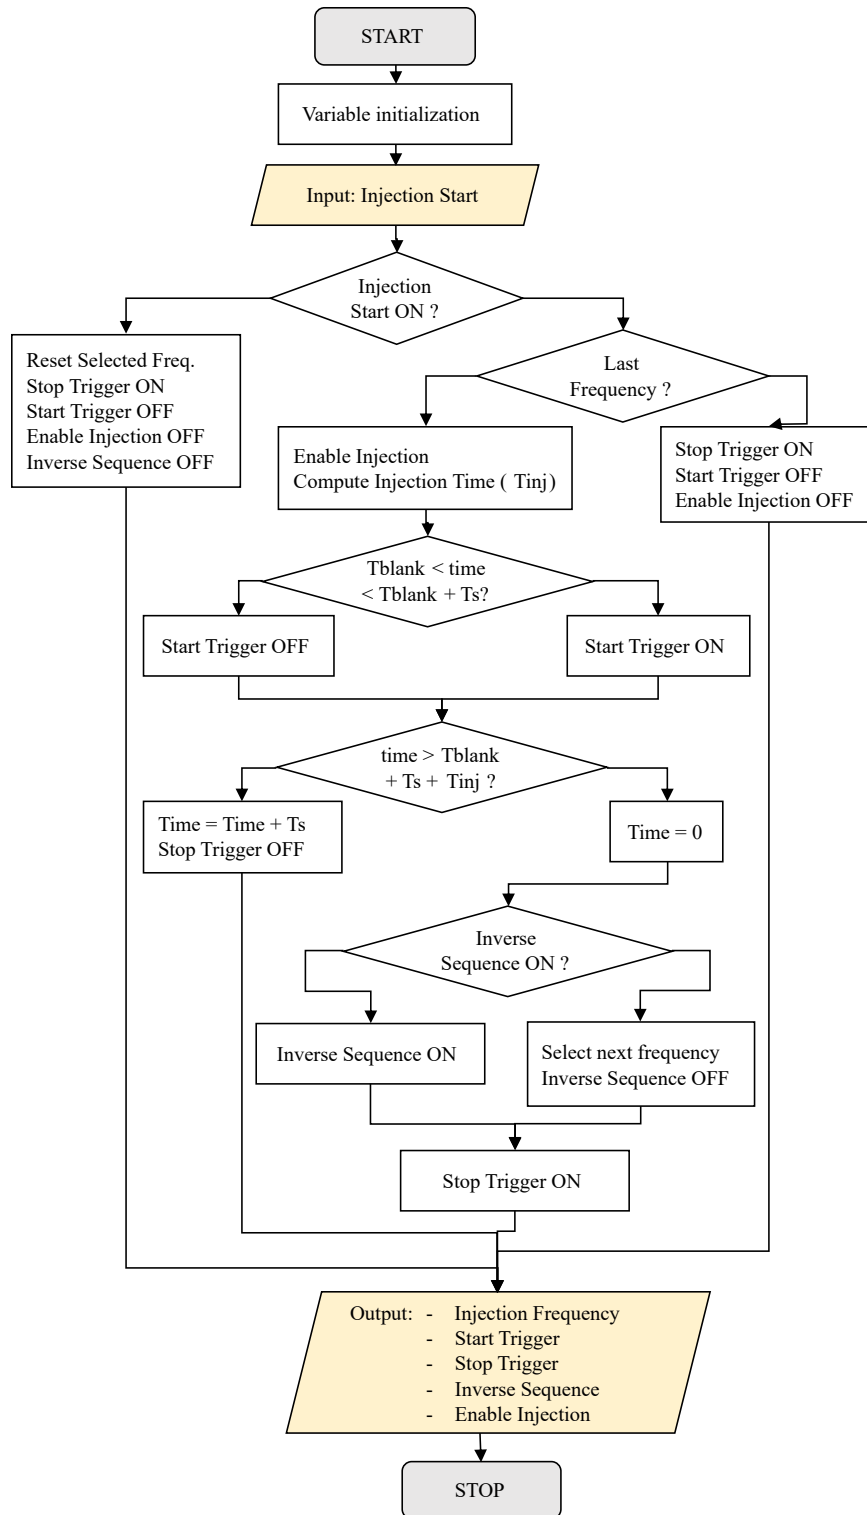 START
Variable initialization
Input: Injection Start
Injection
Start ON ?
Reset Selected Freq.
Stop Trigger ON
Start Trigger OFF
Enable Injection OFF
Inverse Sequence OFF
Last
Frequency ?
Enable Injection
Compute Injection Time ( Tinj)
Stop Trigger ON
Start Trigger OFF
Enable Injection OFF
Tblank < time
< Tblank + Ts?
Start Trigger OFF
Start Trigger ON
time > Tblank
+ Ts + Tinj ?
Time = Time + Ts
Stop Trigger OFF
Time = 0
Inverse
Sequence ON ?
Inverse Sequence ON
Select next frequency
Inverse Sequence OFF
Stop Trigger ON
Output: - Injection Frequency
- Start Trigger
- Stop Trigger
- Inverse Sequence
- Enable Injection
STOP